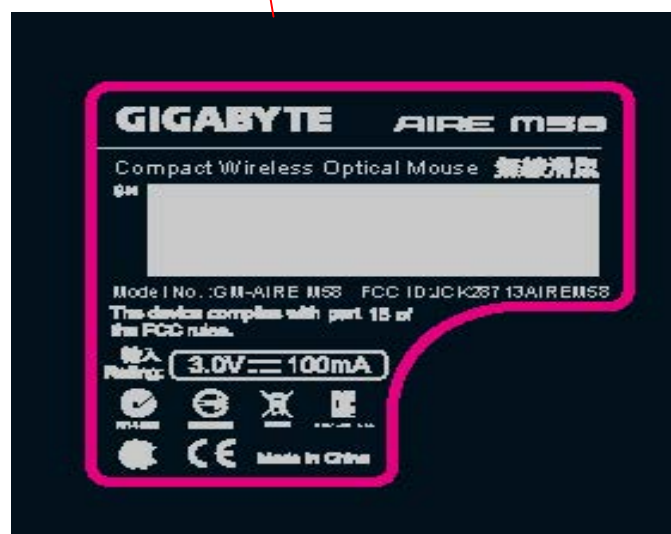 GIGABYTE AIRE M58
Compact Wireless Optical Mouse 無線滑鼠
SN
Model No. :GM-AIRE M58 FCC ID:JCK28713AIREM58
The device complies with part 15 of
the FCC rules.
輸入
Rating: 3.0V 100mA
CE Made in China